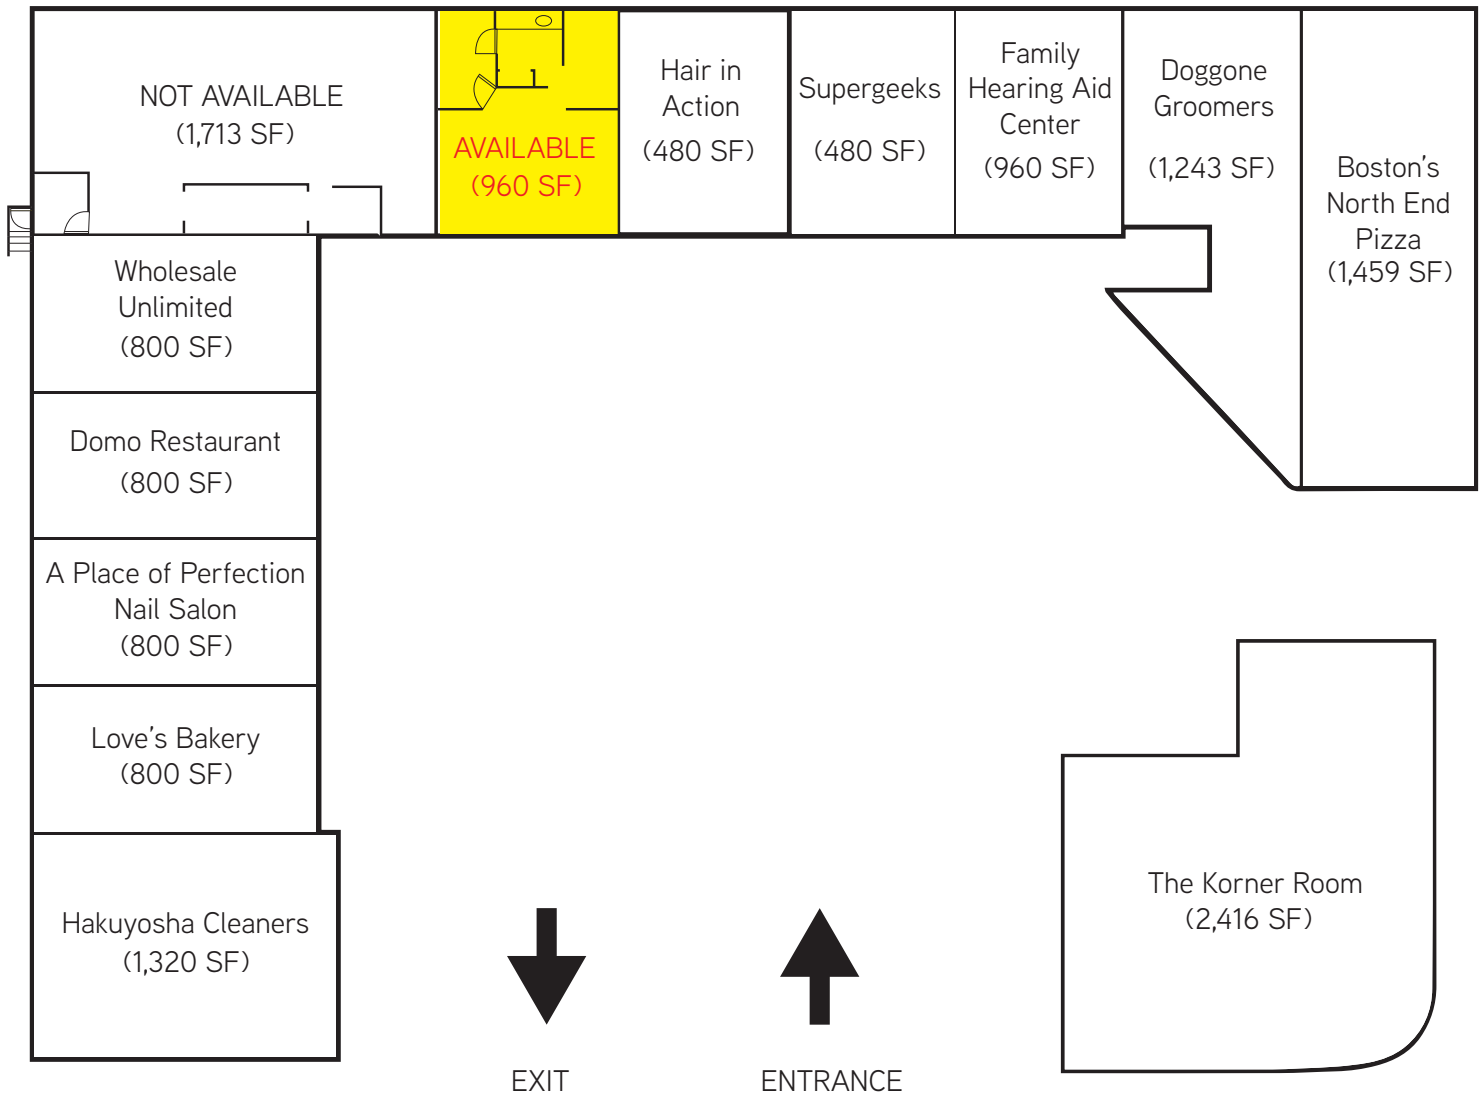 NOT AVAILABLE
(1,713 SF)
AVAILABLE
(960 SF)
Hair in
Action
(480 SF)
Supergeeks
(480 SF)
Family
Hearing Aid
Center
(960 SF)
Doggone
Groomers
(1,243 SF)
Boston's
North End
Pizza
(1,459 SF)
Wholesale
Unlimited
(800 SF)
Domo Restaurant
(800 SF)
A Place of Perfection
Nail Salon
(800 SF)
Love's Bakery
(800 SF)
Hakuyosha Cleaners
(1,320 SF)
The Korner Room
(2,416 SF)
EXIT
ENTRANCE